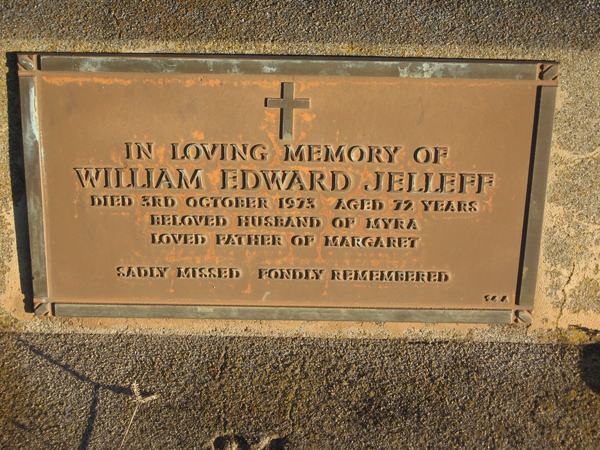 IN LOVING MEMORY OF
WILLIAM EDWARD JELLEFF
DIED 3RD OCTOBER 1973 AGED 72 YEARS
BELOVED HUSBAND OF MYRA
LOVED FATHER OF MARGARET
SADLY MISSED FONDLY REMEMBERED